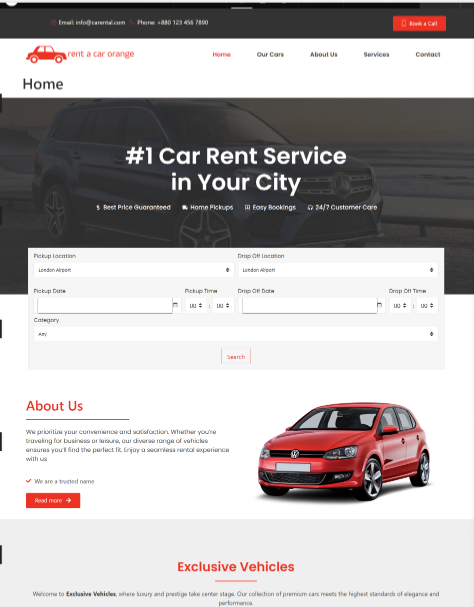 Email: info@carental.com Phone: +880 123 456 7890 Book a Call
rent a car orange Home Our Cars About Us Services Contact
Home
#1 Car Rent Service
in Your City
Best Price Guaranteed Home Pickups Easy Bookings 24/7 Customer Care
Pickup Location Drop Off Location
London Airport London Airport
Pickup Date Pickup Time Drop Off Date Drop Off Time
00 : 00 00 : 00
Category
Any
Search
About Us
We prioritize your convenience and satisfaction. Whether you're
traveling for business or leisure, our diverse range of vehicles
ensures you'll find the perfect fit. Enjoy a seamless rental experience
with us
We are a trusted name
Read more
Exclusive Vehicles
Welcome to Exclusive Vehicles, where luxury and prestige take center stage. Our collection of premium cars meets the highest standards of elegance and
performance.